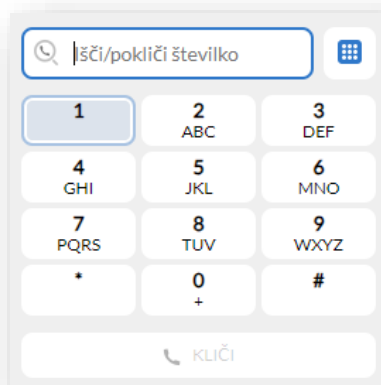 Išči/pokliči številko
1 2 3
ABC DEF
4 5 6
GHI JKL MNO
7 8 9
PQRS TUV WXYZ
* 0 #
+
KLIČI